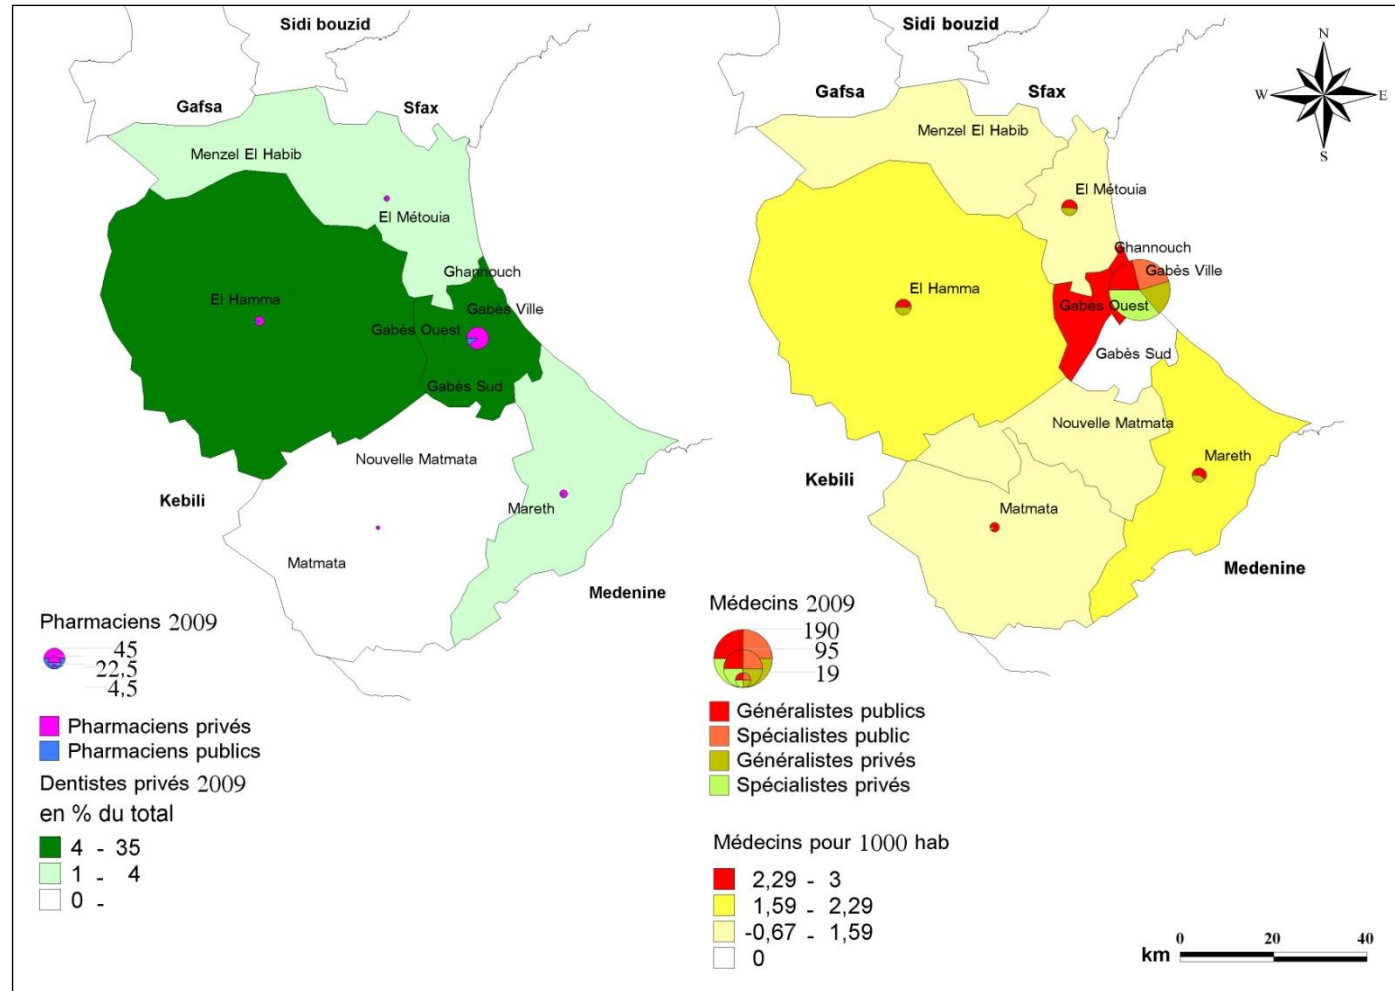 Sidi bouzid
Gafsa
Sfax
Menzel El Habib
El Métouia
Ghannouch
El Hamma
Gabès Ville
Gabès Ouest
Gabès Sud
Nouvelle Matmata
Kebili
Mareth
Matmata
Medenine
Pharmaciens 2009
45
22,5
4,5
Pharmaciens privés
Pharmaciens publics
Dentistes privés 2009
en % du total
4 - 35
1 - 4
0 -
Sidi bouzid
Gafsa
Sfax
N
W
E
S
Menzel El Habib
El Métouia
Ghannouch
Gabès Ville
El Hamma
Gabès Ouest
Gabès Sud
Nouvelle Matmata
Mareth
Kebili
Matmata
Medenine
Médecins 2009
190
95
19
Généralistes publics
Spécialistes public
Généralistes privés
Spécialistes privés
Médecins pour 1000 hab
2,29 - 3
1,59 - 2,29
-0,67 - 1,59
0
km 0 20 40